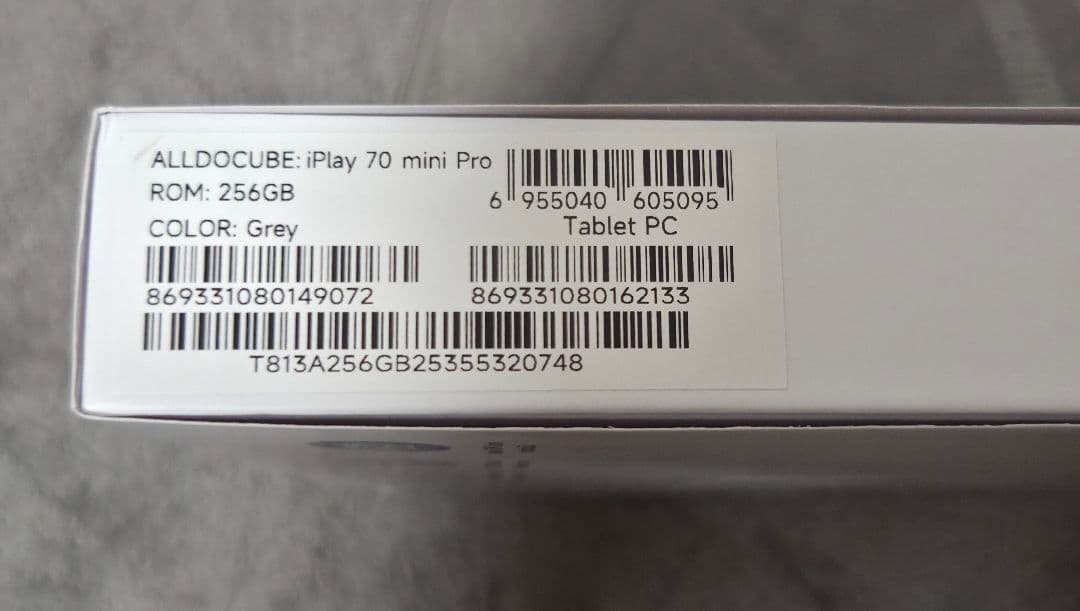 ALLDOCUBE: iPlay 70 mini Pro
ROM: 256GB
COLOR: Grey
6 955040 605095
Tablet PC
869331080149072
869331080162133
T813A256GB25355320748